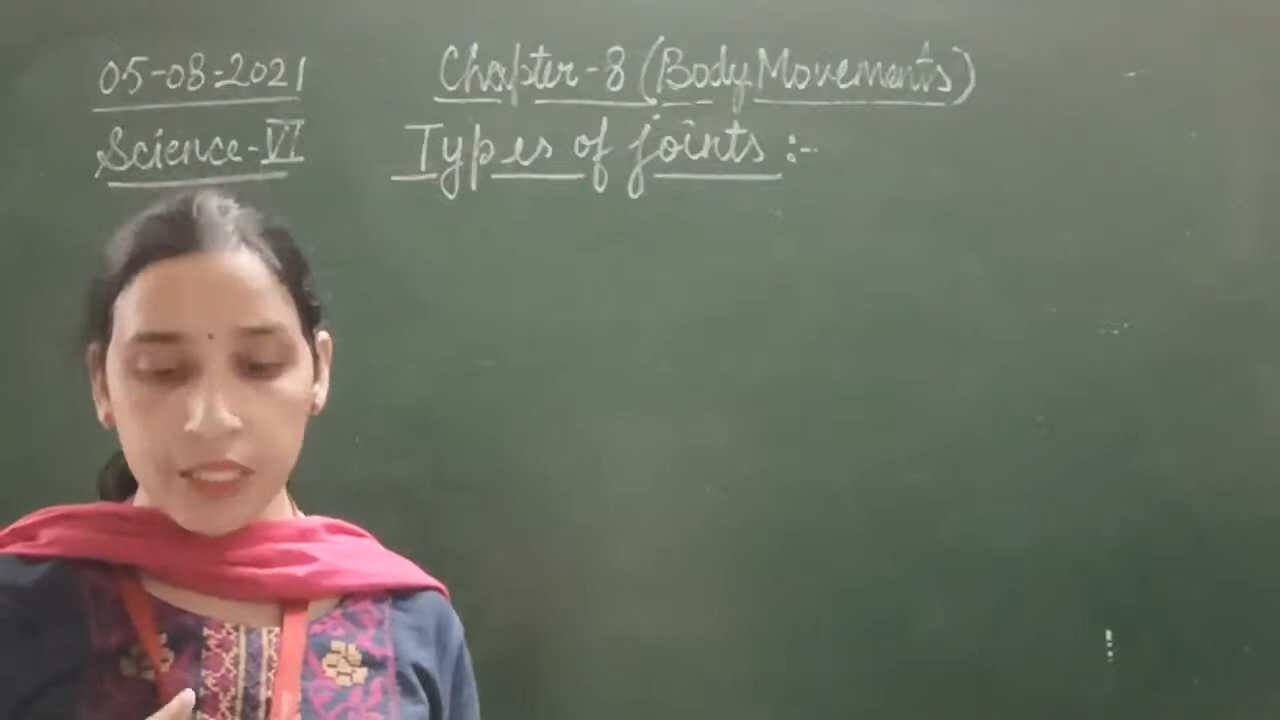 05-08-2021
Chapter-8 (Body Movements)
Science-VI
Types of joints :-